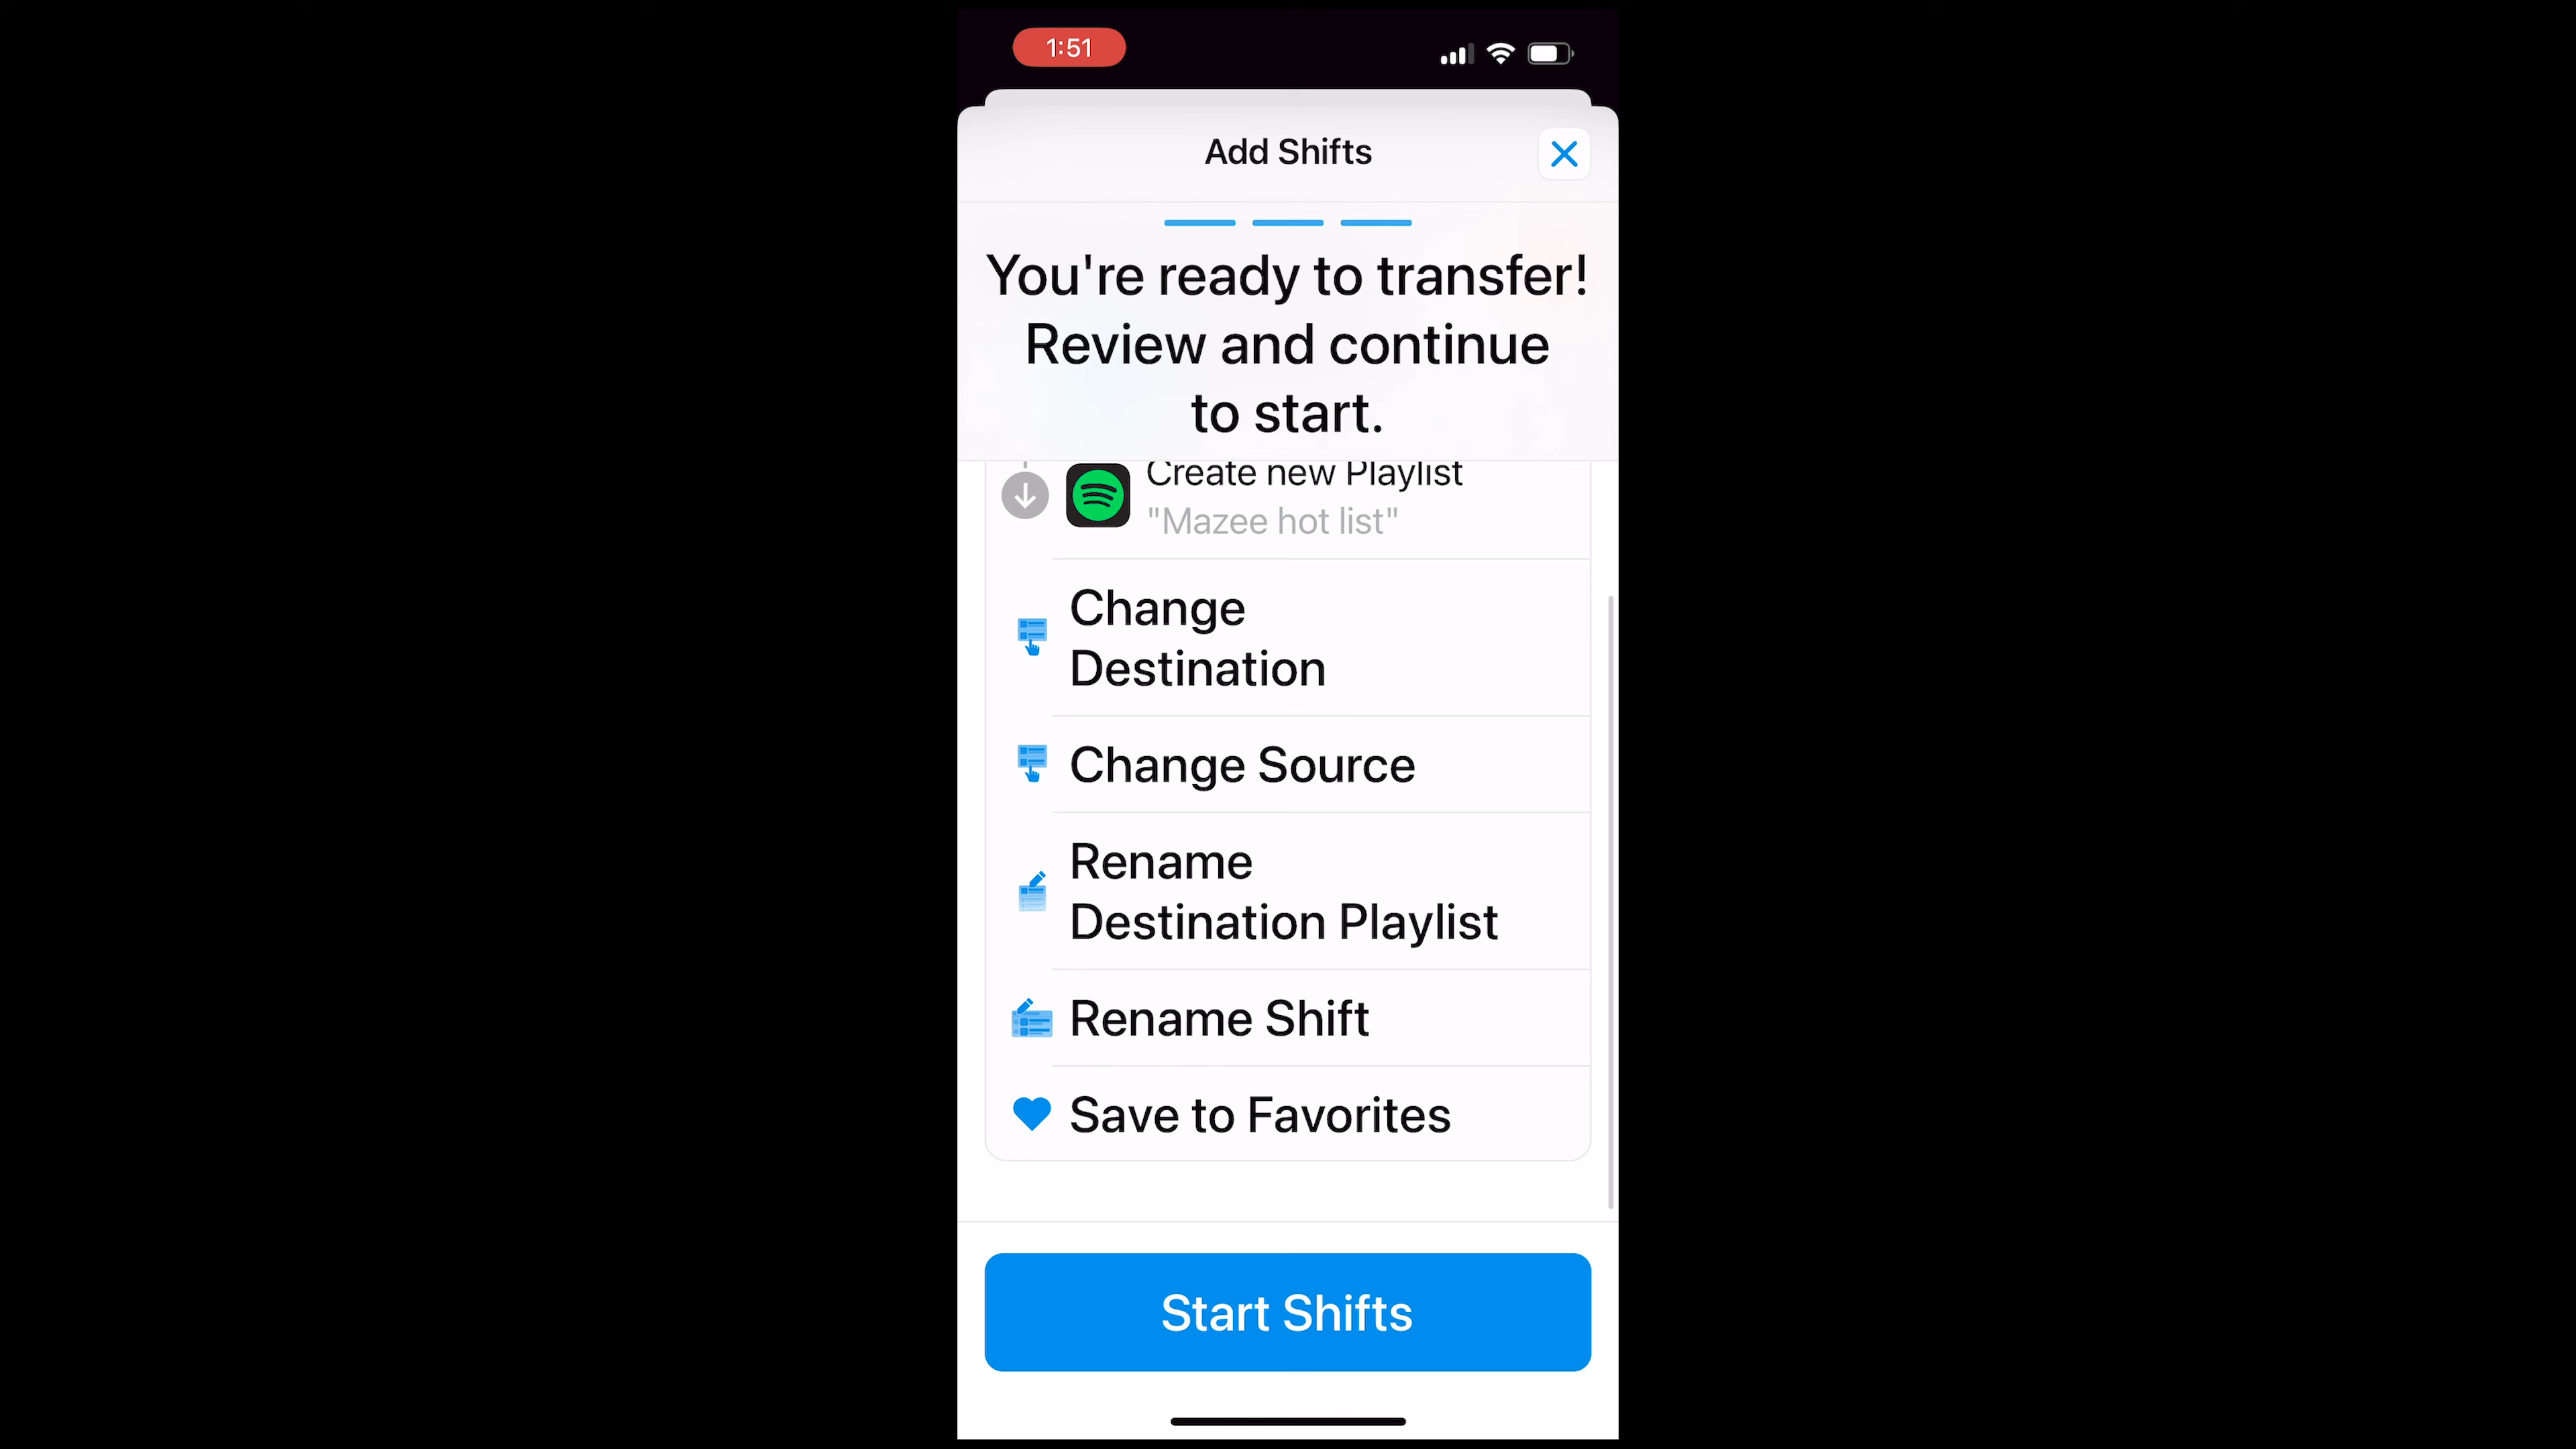 1:51
Add Shifts
You're ready to transfer!
Review and continue
to start.
Create new Playlist
"Mazee hot list"
Change
Destination
Change Source
Rename
Destination Playlist
Rename Shift
Save to Favorites
Start Shifts